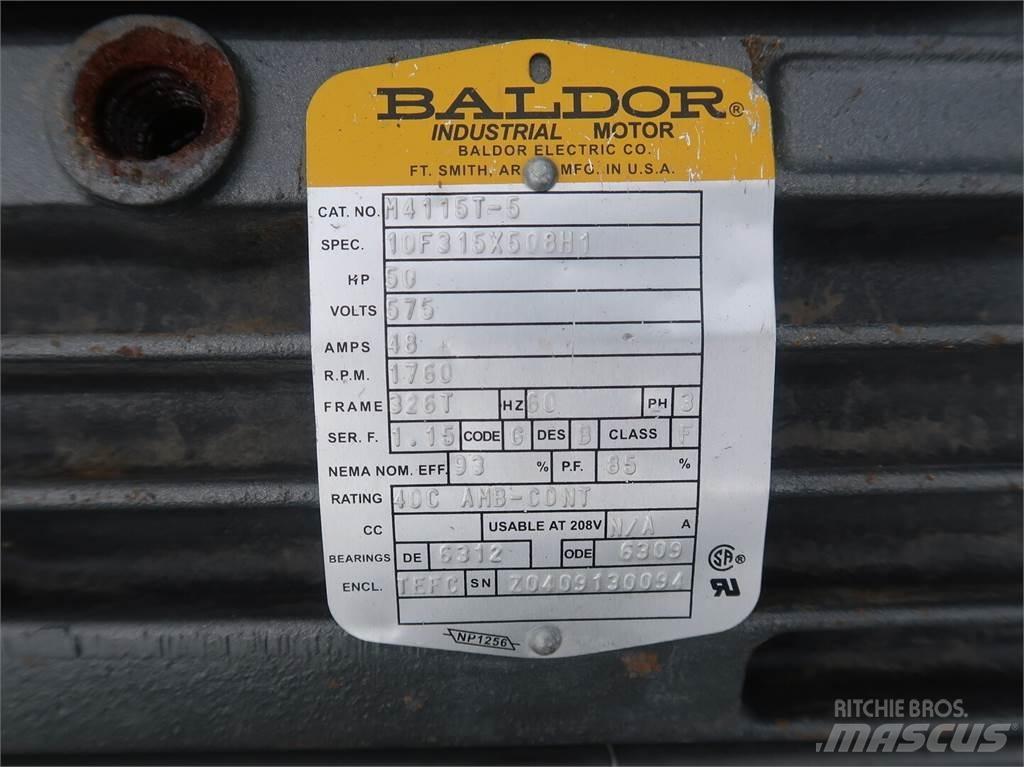 BALDOR®
INDUSTRIAL MOTOR
BALDOR ELECTRIC CO.
FT. SMITH, AR MFG. IN U.S.A.
CAT. NO. M4115T-5
SPEC. 10F315X508H1
HP 50
VOLTS 575
AMPS 48
R.P.M. 1760
FRAME 326T HZ 60 PH 3
SER. F. 1.15 CODE G DES B CLASS F
NEMA NOM. EFF. 93 % P.F. 85 %
RATING 40C AMB-CONT
CC USABLE AT 208V N/A A
BEARINGS DE 6312 ODE 6309
ENCL. TEFC SN Z0409130094
NP1256
RITCHIE BROS.
MASCUS